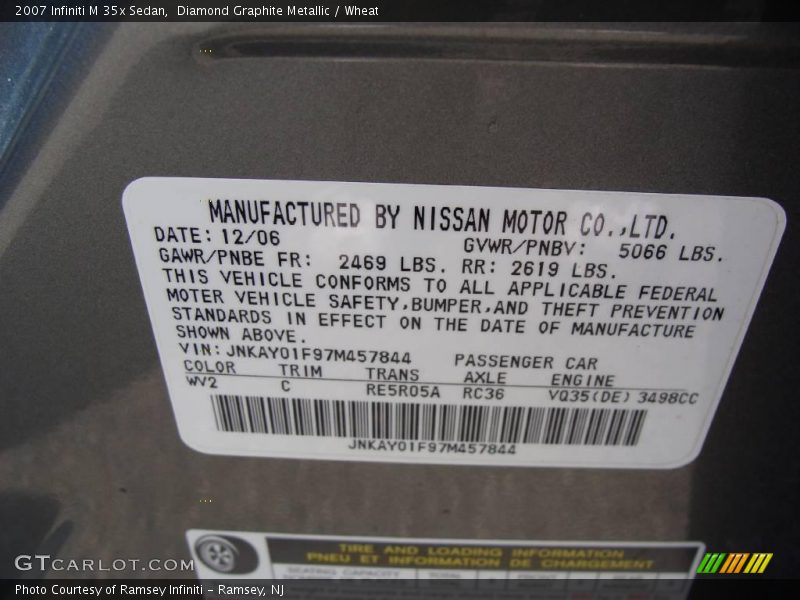 2007 Infiniti M 35x Sedan, Diamond Graphite Metallic / Wheat
MANUFACTURED BY NISSAN MOTOR CO.,LTD.
DATE: 12/06 GVWR/PNBV: 5066 LBS.
GAWR/PNBE FR: 2469 LBS. RR: 2619 LBS.
THIS VEHICLE CONFORMS TO ALL APPLICABLE FEDERAL
MOTER VEHICLE SAFETY,BUMPER,AND THEFT PREVENTION
STANDARDS IN EFFECT ON THE DATE OF MANUFACTURE
SHOWN ABOVE.
VIN: JNKAY01F97M457844 PASSENGER CAR
COLOR TRIM TRANS AXLE ENGINE
WV2 C RE5R05A RC36 VQ35(DE) 3498CC
JNKAY01F97M457844
TIRE AND LOADING INFORMATION
PNEU ET INFORMATION DE CHARGEMENT
SEATING CAPACITY TOTAL FRONT
GTCARLOT.COM
Photo Courtesy of Ramsey Infiniti - Ramsey, NJ